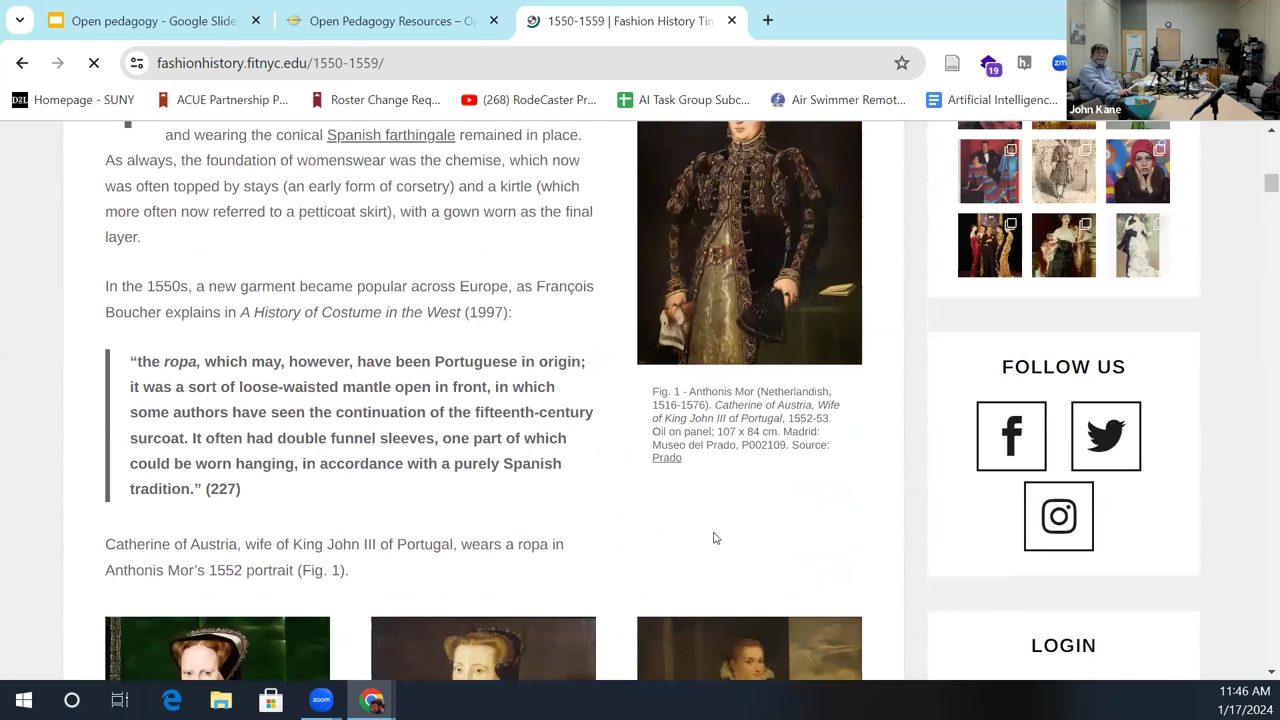 Open pedagogy - Google Slide
Open Pedagogy Resources – O
1550-1559 | Fashion History Tin
fashionhistory.fitnyc.edu/1550-1559/
19
zm
D2L
Homepage - SUNY
ACUE Partnership P...
Roster Change Req...
(268) RodeCaster Pr...
AI Task Group Subc...
Air Swimmer Remot...
Artificial Intelligenc...
John Kane
and wearing the conical Spanish farthingale remained in place.
As always, the foundation of womenswear was the chemise, which now
was often topped by stays (an early form of corsetry) and a kirtle (which
more often now referred to a petticoat skirt), with a gown worn as the final
layer.
In the 1550s, a new garment became popular across Europe, as François
Boucher explains in A History of Costume in the West (1997):
“the ropa, which may, however, have been Portuguese in origin;
it was a sort of loose-waisted mantle open in front, in which
some authors have seen the continuation of the fifteenth-century
surcoat. It often had double funnel sleeves, one part of which
could be worn hanging, in accordance with a purely Spanish
tradition.” (227)
Catherine of Austria, wife of King John III of Portugal, wears a ropa in
Anthonis Mor’s 1552 portrait (Fig. 1).
Fig. 1 - Anthonis Mor (Netherlandish,
1516-1576). Catherine of Austria, Wife
of King John III of Portugal, 1552-53.
Oil on panel; 107 x 84 cm. Madrid:
Museo del Prado, P002109. Source:
Prado
FOLLOW US
LOGIN
zoom
11:46 AM
1/17/2024